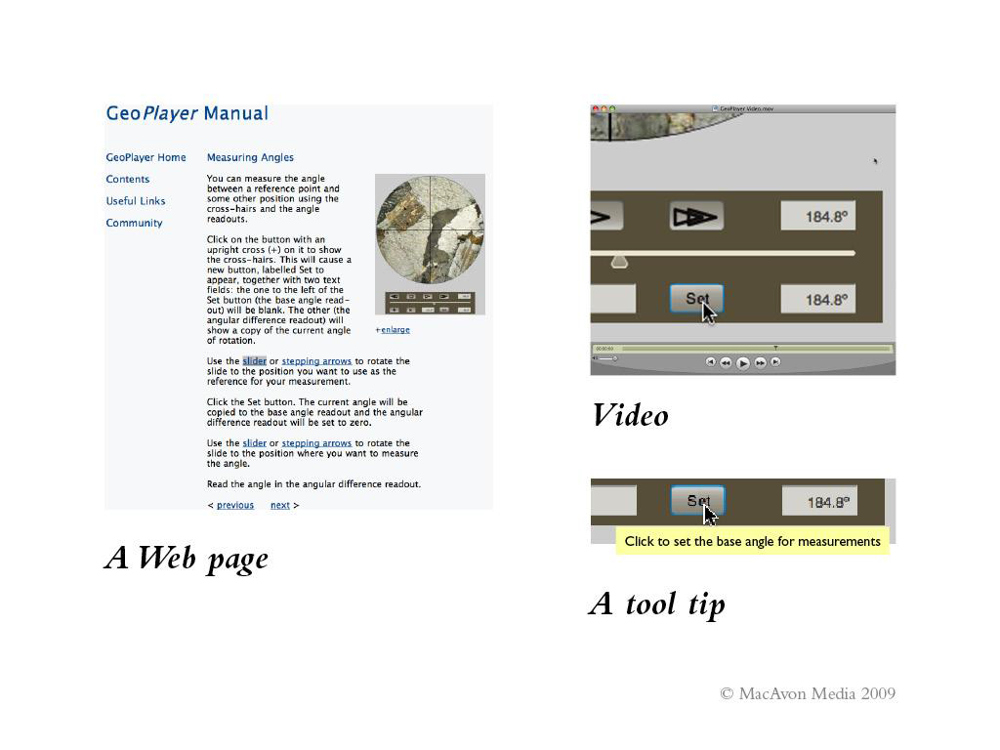 GeoPlayer Manual
GeoPlayer Home
Contents
Useful Links
Community
Measuring Angles
You can measure the angle
between a reference point and
some other position using the
cross-hairs and the angle
readouts.
Click on the button with an
upright cross (+) on it to show
the cross-hairs. This will cause a
new button, labelled Set to
appear, together with two text
fields: the one to the left of the
Set button (the base angle read-
out) will be blank. The other (the
angular difference readout) will
show a copy of the current angle
of rotation.
+enlarge
Use the slider or stepping arrows to rotate the
slide to the position you want to use as the
reference for your measurement.
Click the Set button. The current angle will be
copied to the base angle readout and the angular
difference readout will be set to zero.
Use the slider or stepping arrows to rotate the
slide to the position where you want to measure
the angle.
Read the angle in the angular difference readout.
< previous next >
A Web page
GeoPlayer Video.mov
184.8º
Set 184.8º
00:00:00
Video
Set 184.8º
Click to set the base angle for measurements
A tool tip
© MacAvon Media 2009